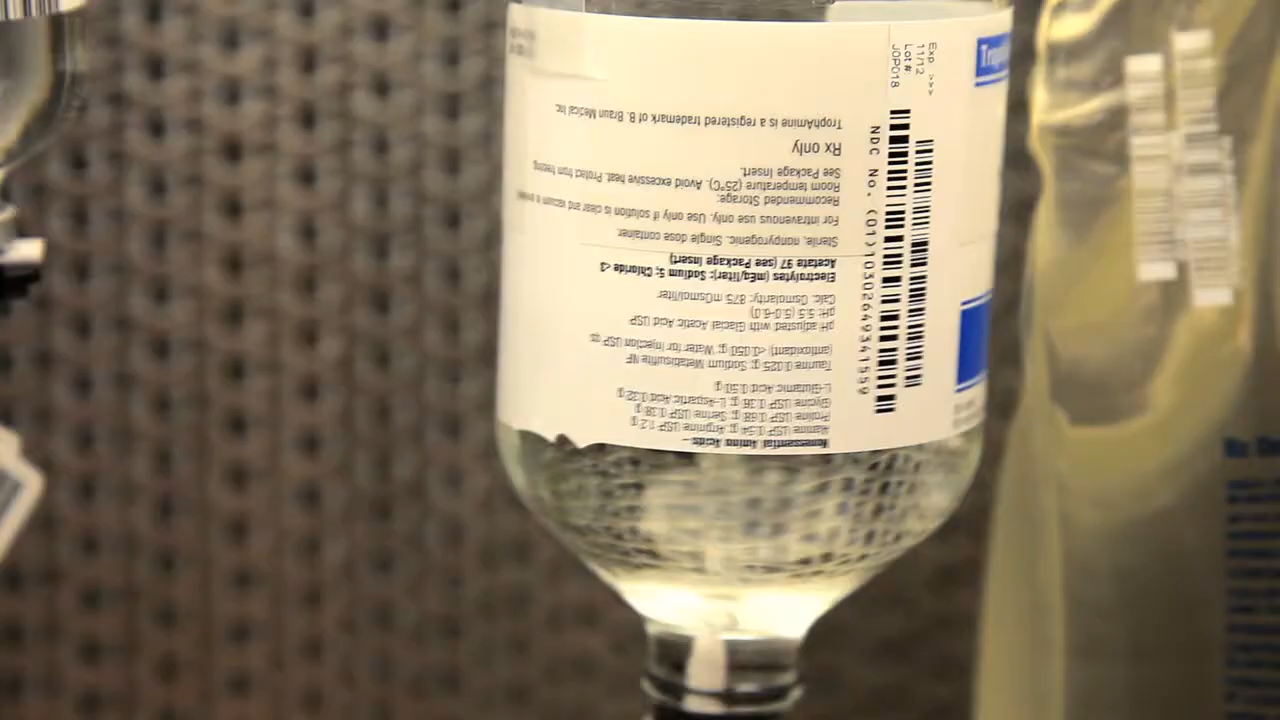 Nonessential Amino Acids –
Alanine USP 0.54 g; Arginine USP 1.2 g
Proline USP 0.68 g; Serine USP 0.38 g
Glycine USP 0.36 g; L-Aspartic Acid 0.32 g
L-Glutamic Acid 0.50 g
Taurine 0.025 g; Sodium Metabisulfite NF
(antioxidant) <0.050 g; Water for Injection USP qs
pH adjusted with Glacial Acetic Acid USP
pH: 5.5 (5.0-6.0)
Calc. Osmolarity: 875 mOsmol/liter
Electrolytes (mEq/liter): Sodium 5; Chloride <3
Acetate 97 (see Package Insert)
Sterile, nonpyrogenic. Single dose container.
For intravenous use only. Use only if solution is clear and vacuum is
Recommended Storage:
Room temperature (25°C). Avoid excessive heat. Protect from freezing.
See Package Insert.
Rx only
TrophAmine is a registered trademark of B. Braun Medical Inc.
NDC No. (01)10302649341559
Exp. >>>
11/12
Lot #:
J0P018